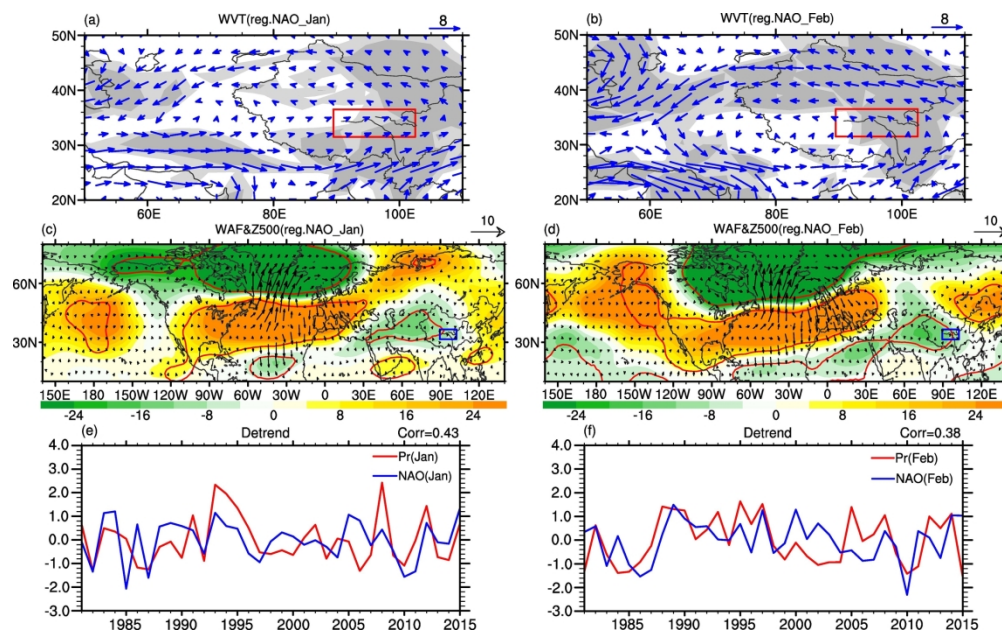 (a) WVT(reg.NAO_Jan) 8
50N
40N
30N
20N
60E 80E 100E
(b) WVT(reg.NAO_Feb) 8
50N
40N
30N
20N
60E 80E 100E
(c) WAF&Z500(reg.NAO_Jan) 10
60N
30N
150E 180 150W 120W 90W 60W 30W 0 30E 60E 90E 120E
-24 -16 -8 0 8 16 24
(d) WAF&Z500(reg.NAO_Feb) 10
60N
30N
150E 180 150W 120W 90W 60W 30W 0 30E 60E 90E 120E
-24 -16 -8 0 8 16 24
(e) Detrend Corr=0.43
Pr(Jan)
NAO(Jan)
4.0
3.0
2.0
1.0
0.0
-1.0
-2.0
-3.0
1985 1990 1995 2000 2005 2010 2015
(f) Detrend Corr=0.38
Pr(Feb)
NAO(Feb)
4.0
3.0
2.0
1.0
0.0
-1.0
-2.0
-3.0
1985 1990 1995 2000 2005 2010 2015